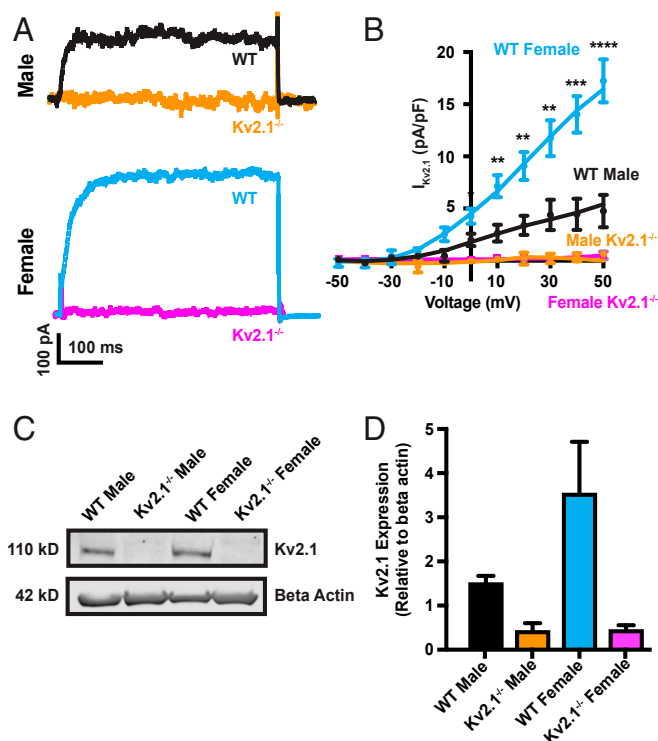 A
Male
WT
Kv2.1-/-
Female
WT
Kv2.1-/-
100 pA
100 ms
B
WT Female
I Kv2.1 (pA/pF)
20
15
10
5
**
**
**
***
****
WT Male
Male Kv2.1-/-
-50
-30
-10
10
30
50
Voltage (mV)
Female Kv2.1-/-
C
WT Male
Kv2.1-/- Male
WT Female
Kv2.1-/- Female
110 kD
Kv2.1
42 kD
Beta Actin
D
Kv2.1 Expression
(Relative to beta actin)
5
4
3
2
1
0
WT Male
Kv2.1-/- Male
WT Female
Kv2.1-/- Female